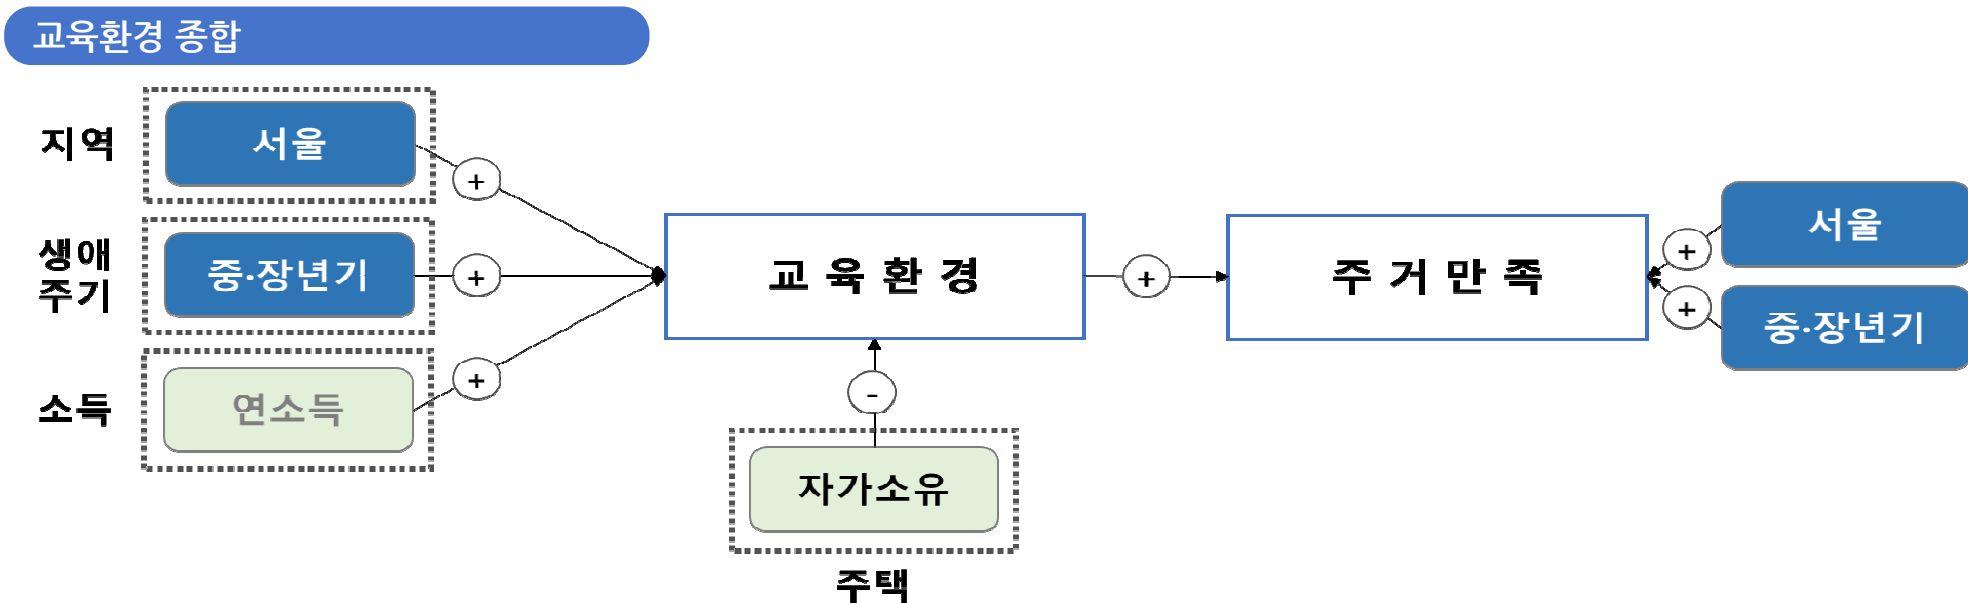 교육환경 종합
지역
서울
+
생애
주기
중·장년기
+
소득
연소득
+
교육환경
+
주거만족
서울
+
중·장년기
+
-
자가소유
주택